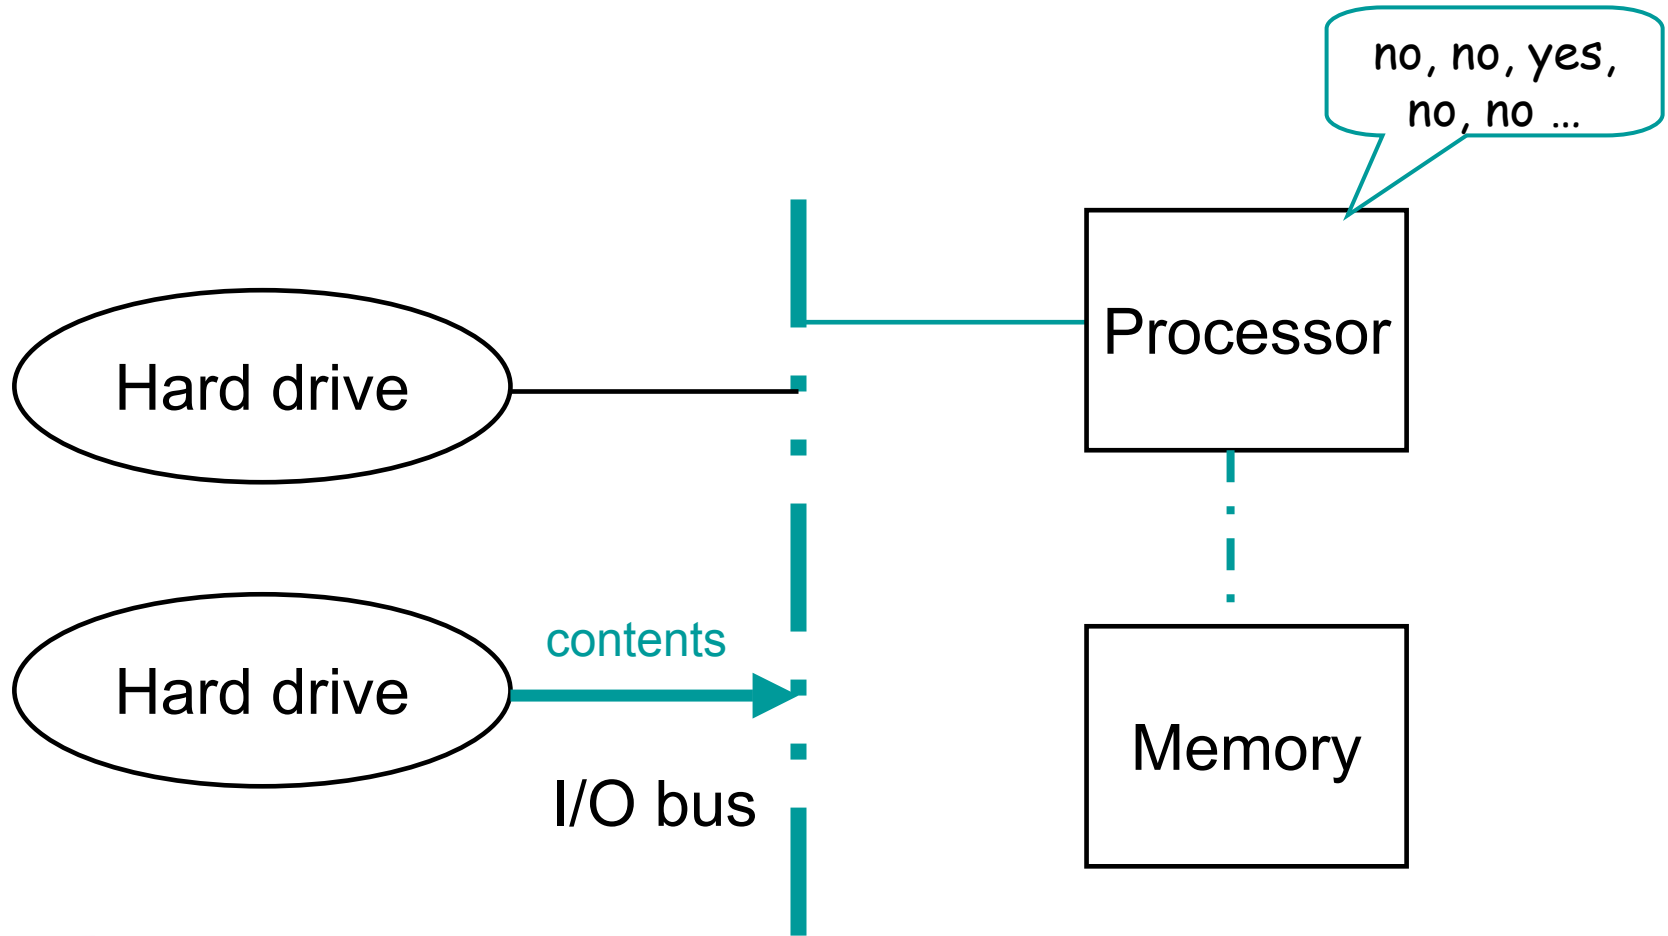 no, no, yes,
no, no ...
Processor
Hard drive
contents
Hard drive
Memory
I/O bus